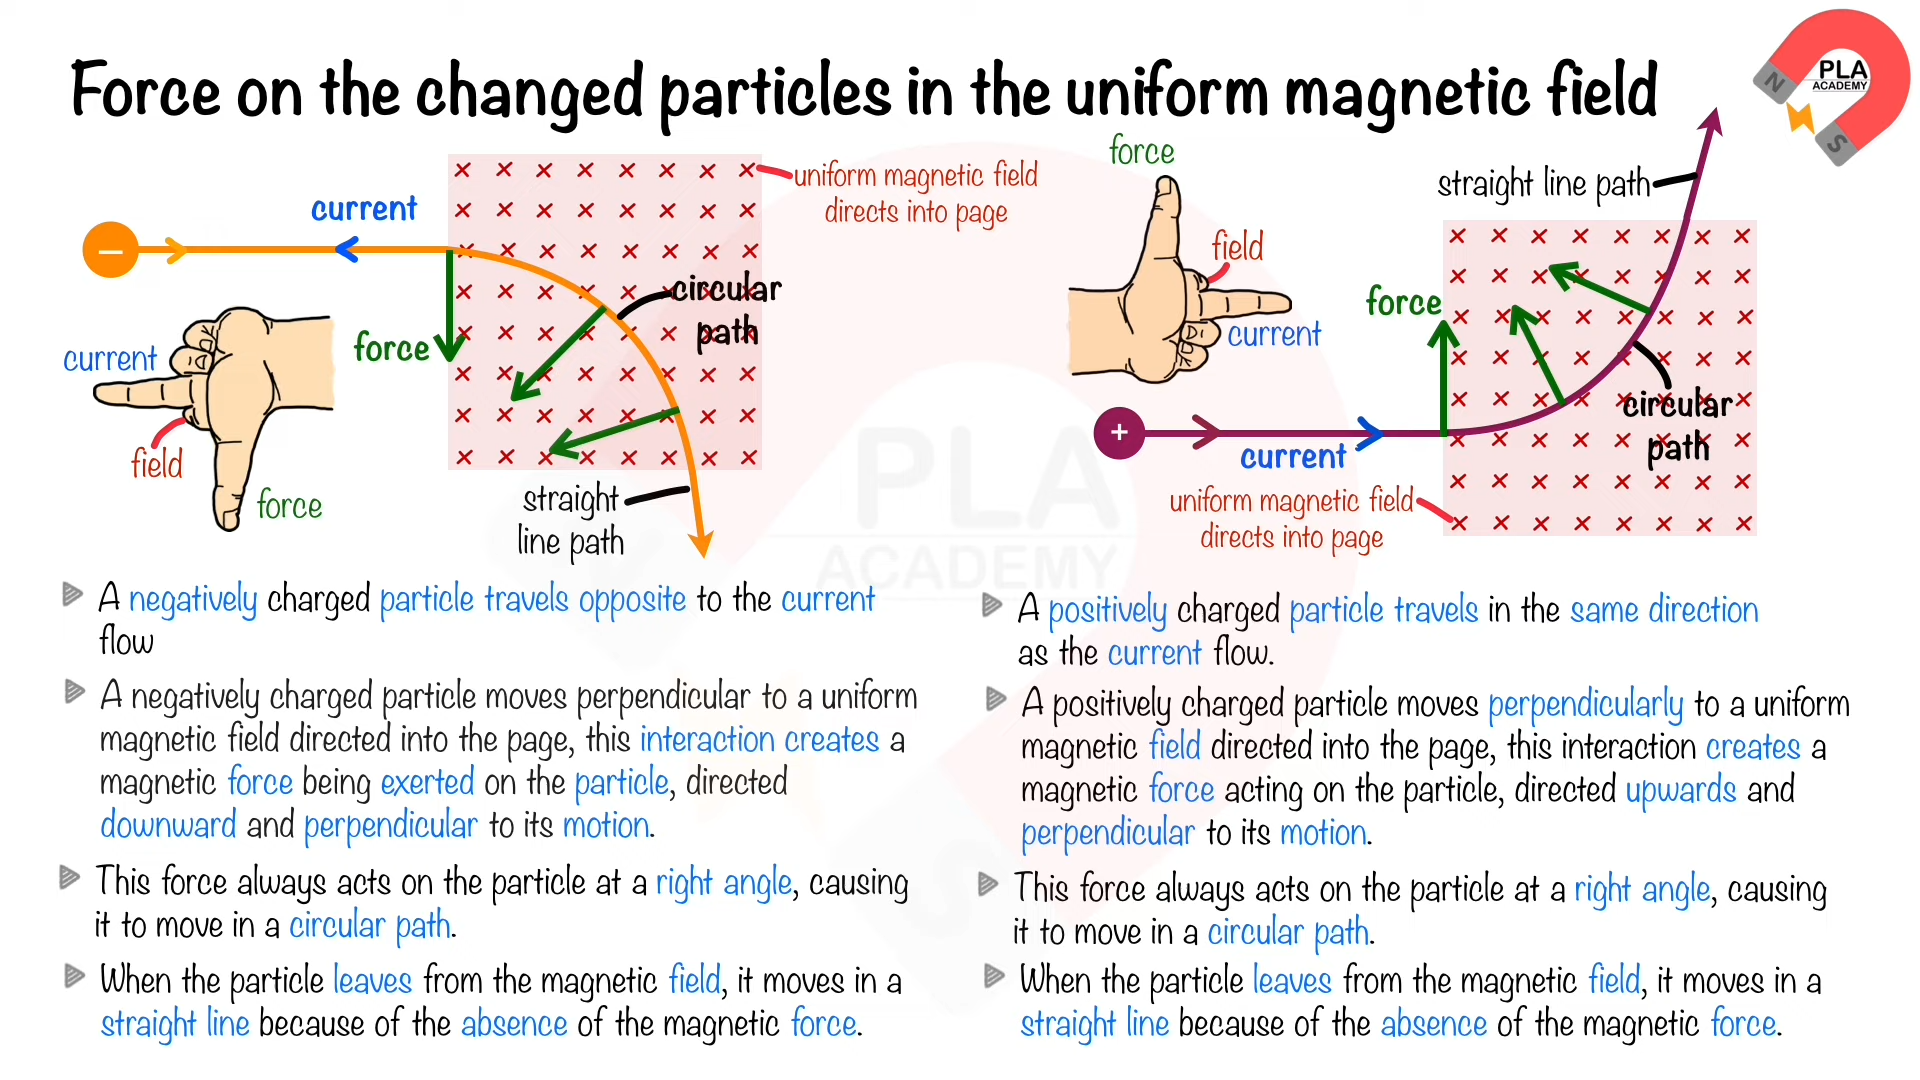 Force on the changed particles in the uniform magnetic field
N
PLA
ACADEMY
S
current
uniform magnetic field
directs into page
–
circular
path
force
current
field
force
straight
line path
force
straight line path
field
current
force
circular
path
+
current
uniform magnetic field
directs into page
PLA
ACADEMY
A negatively charged particle travels opposite to the current
flow
A negatively charged particle moves perpendicular to a uniform
magnetic field directed into the page, this interaction creates a
magnetic force being exerted on the particle, directed
downward and perpendicular to its motion.
This force always acts on the particle at a right angle, causing
it to move in a circular path.
When the particle leaves from the magnetic field, it moves in a
straight line because of the absence of the magnetic force.
A positively charged particle travels in the same direction
as the current flow.
A positively charged particle moves perpendicularly to a uniform
magnetic field directed into the page, this interaction creates a
magnetic force acting on the particle, directed upwards and
perpendicular to its motion.
This force always acts on the particle at a right angle, causing
it to move in a circular path.
When the particle leaves from the magnetic field, it moves in a
straight line because of the absence of the magnetic force.